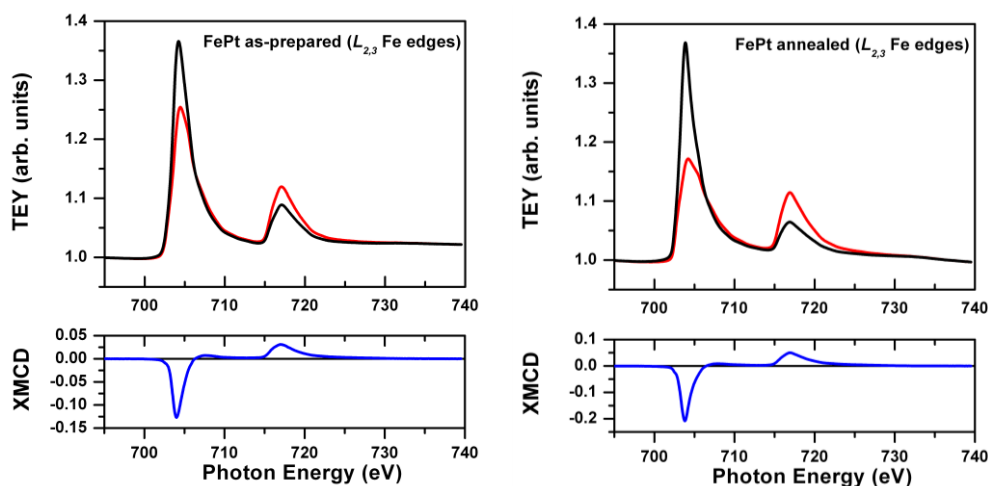 FePt as-prepared (L2,3 Fe edges)
TEY (arb. units)
1.4
1.3
1.2
1.1
1.0
700 710 720 730 740
XMCD
0.05
0.00
-0.05
-0.10
-0.15
700 710 720 730 740
Photon Energy (eV)
FePt annealed (L2,3 Fe edges)
TEY (arb. units)
1.4
1.3
1.2
1.1
1.0
700 710 720 730 740
XMCD
0.1
0.0
-0.1
-0.2
700 710 720 730 740
Photon Energy (eV)